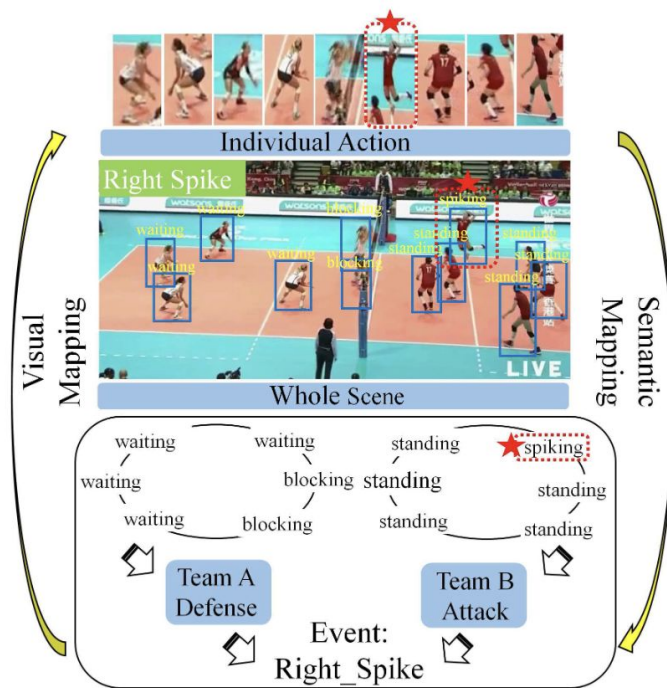 Individual Action
Right Spike
watsons
waiting
blocking
spiking
waiting
standing
standing
waiting
standing
waiting
blocking
standing
standing
LIVE
Visual
Mapping
Semantic
Mapping
Whole Scene
waiting
waiting
standing
spiking
waiting
blocking
standing
standing
waiting
blocking
standing
standing
Team A
Defense
Team B
Attack
Event:
Right_Spike